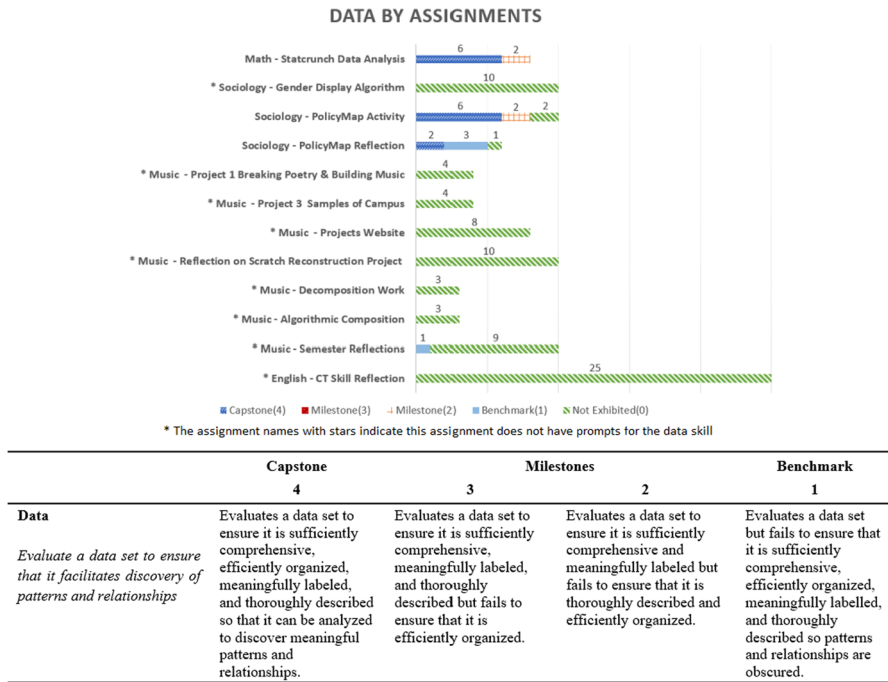 DATA BY ASSIGNMENTS
6 2
Math - Statcrunch Data Analysis
10
* Sociology - Gender Display Algorithm
6 2 2
Sociology - PolicyMap Activity
2 3 1
Sociology - PolicyMap Reflection
4
* Music - Project 1 Breaking Poetry & Building Music
4
* Music - Project 3 Samples of Campus
8
* Music - Projects Website
10
* Music - Reflection on Scratch Reconstruction Project
3
* Music - Decomposition Work
3
* Music - Algorithmic Composition
1 9
* Music - Semester Reflections
25
* English - CT Skill Reflection
Capstone(4) Milestone(3) Milestone(2) Benchmark(1) Not Exhibited(0)
* The assignment names with stars indicate this assignment does not have prompts for the data skill
Capstone Milestones Benchmark
4 3 2 1
Data
Evaluate a data set to ensure
that it facilitates discovery of
patterns and relationships
Evaluates a data set to
ensure it is sufficiently
comprehensive,
efficiently organized,
meaningfully labeled,
and thoroughly described
so that it can be analyzed
to discover meaningful
patterns and
relationships.
Evaluates a data set to
ensure it is sufficiently
comprehensive,
meaningfully labeled,
and thoroughly
described but fails to
ensure that it is
efficiently organized.
Evaluates a data set to
ensure it is sufficiently
comprehensive and
meaningfully labeled but
fails to ensure that it is
thoroughly described and
efficiently organized.
Evaluates a data set
but fails to ensure that
it is sufficiently
comprehensive,
efficiently organized,
meaningfully labelled,
and thoroughly
described so patterns
and relationships are
obscured.